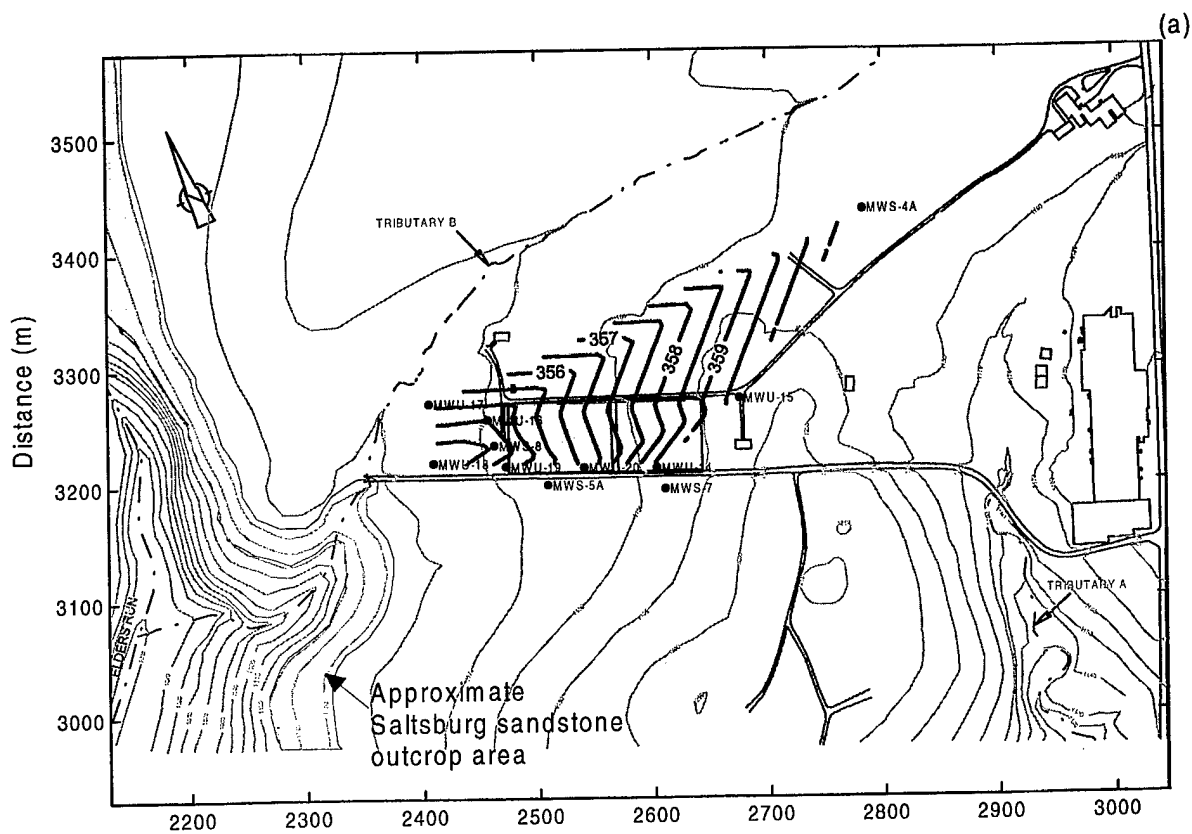 (a)
3500
TRIBUTARY B
MWS-4A
3400
Distance (m)
357
358
359
3300
356
MWU-17
MWU-15
MWS-8
MWU-18
MWU-19
MWU-20
MWU-14
3200
MWS-5A
MWS-7
TRIBUTARY A
3100
ELDERS RUN
Approximate
Saltsburg sandstone
outcrop area
3000
2200
2300
2400
2500
2600
2700
2800
2900
3000